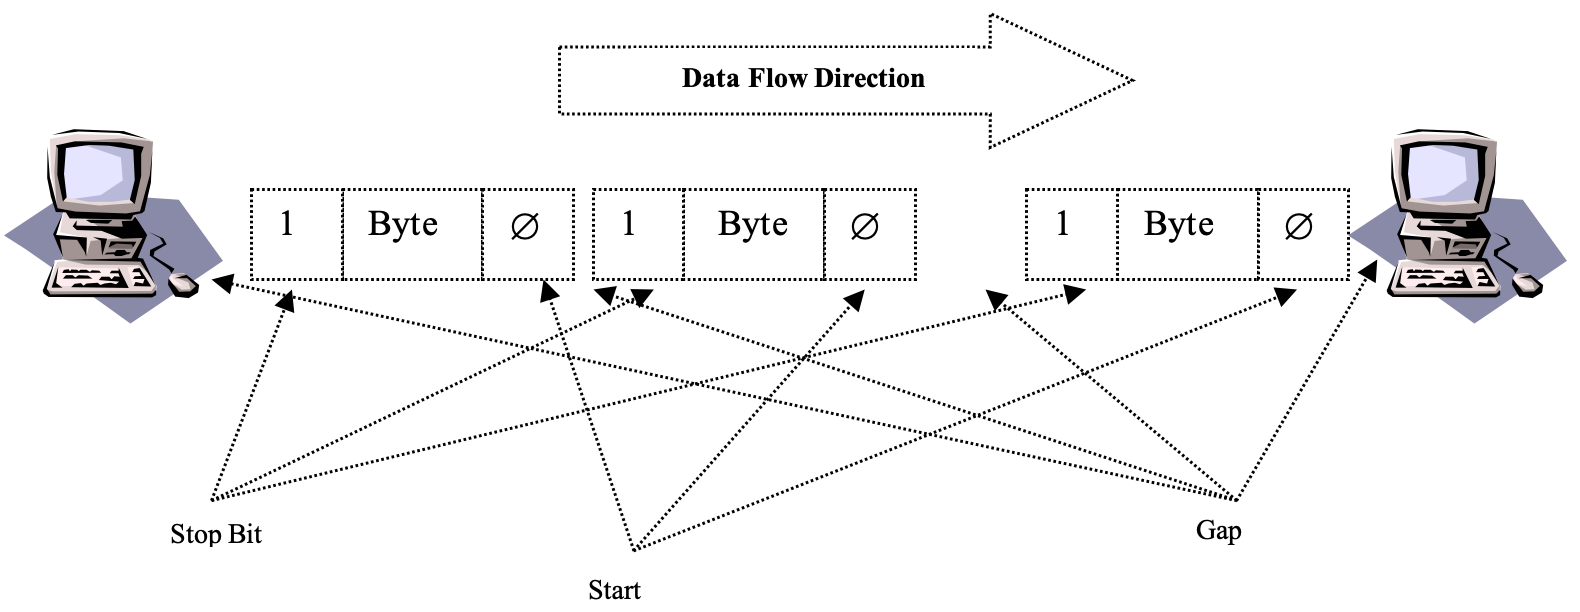 Data Flow Direction
1 Byte ∅ 1 Byte ∅ 1 Byte ∅
Stop Bit
Gap
Start